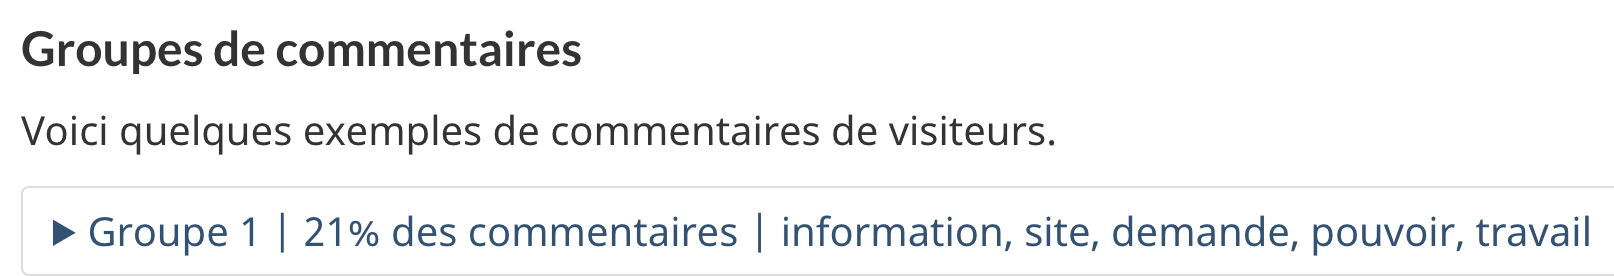 Groupes de commentaires
Voici quelques exemples de commentaires de visiteurs.
▶ Groupe 1 | 21% des commentaires | information, site, demande, pouvoir, travail